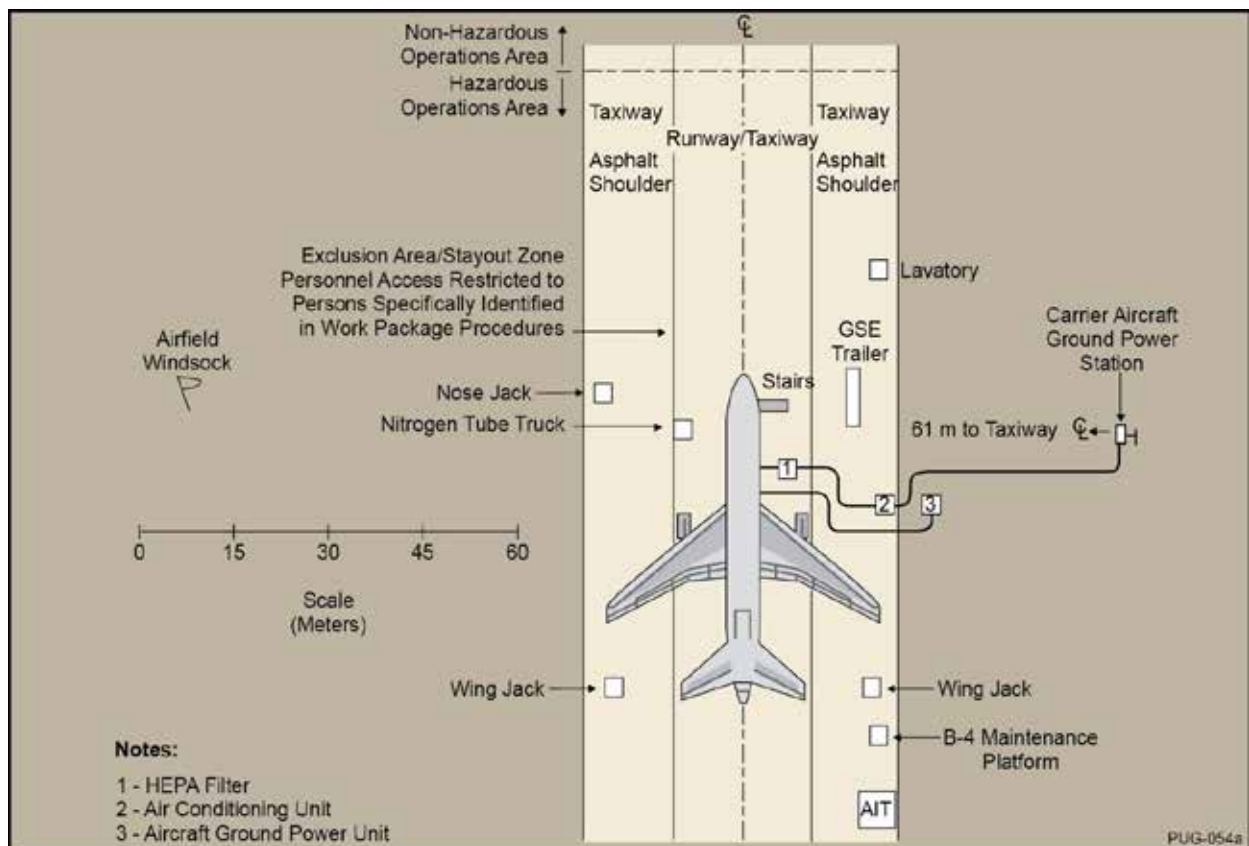 ℄
Non-Hazardous
Operations Area
Hazardous
Operations Area
Taxiway
Taxiway
Runway/Taxiway
Asphalt
Shoulder
Asphalt
Shoulder
Exclusion Area/Stayout Zone
Personnel Access Restricted to
Persons Specifically Identified
in Work Package Procedures
Lavatory
Airfield
Windsock
GSE
Trailer
Carrier Aircraft
Ground Power
Station
Nose Jack
Stairs
Nitrogen Tube Truck
61 m to Taxiway ℄
1
2
3
0 15 30 45 60
Scale
(Meters)
Wing Jack
Wing Jack
B-4 Maintenance
Platform
Notes:
1 - HEPA Filter
2 - Air Conditioning Unit
3 - Aircraft Ground Power Unit
AIT
PUG-054a